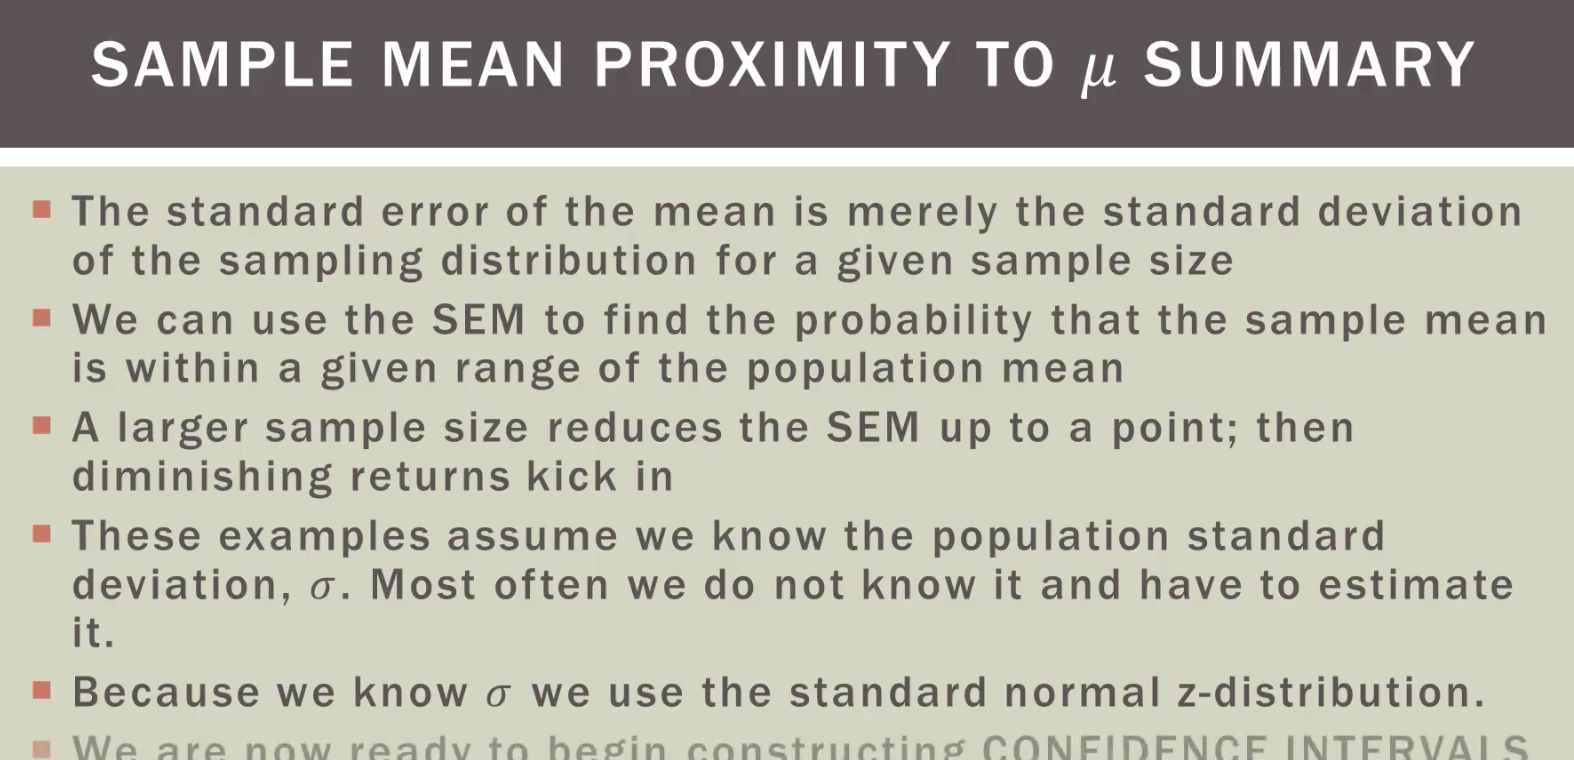 SAMPLE MEAN PROXIMITY TO μ SUMMARY
The standard error of the mean is merely the standard deviation
of the sampling distribution for a given sample size
We can use the SEM to find the probability that the sample mean
is within a given range of the population mean
A larger sample size reduces the SEM up to a point; then
diminishing returns kick in
These examples assume we know the population standard
deviation, σ. Most often we do not know it and have to estimate
it.
Because we know σ we use the standard normal z-distribution.
We are now ready to begin constructing CONFIDENCE INTERVALS.